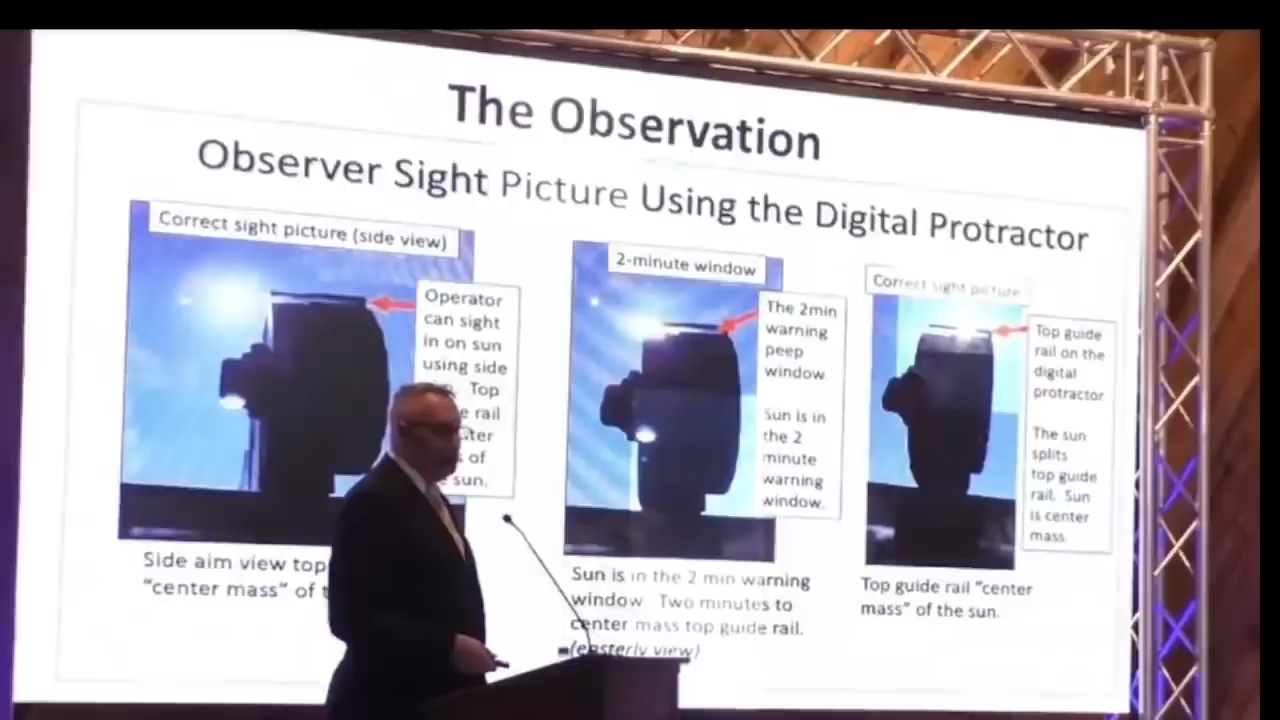 The Observation
Observer Sight Picture Using the Digital Protractor
Correct sight picture (side view)
Operator
can sight
in on sun
using side
Top
rail
of
sun.
Side aim view top
"center mass" of
2-minute window
The 2min
warning
peep
window
Sun is in
the 2
minute
warning
window.
Sun is in the 2 min warning
window. Two minutes to
center mass top guide rail.
(easterly view)
Correct sight picture
Top guide
rail on the
digital
protractor
The sun
splits
top guide
rail. Sun
is center
mass
Top guide rail "center
mass" of the sun.